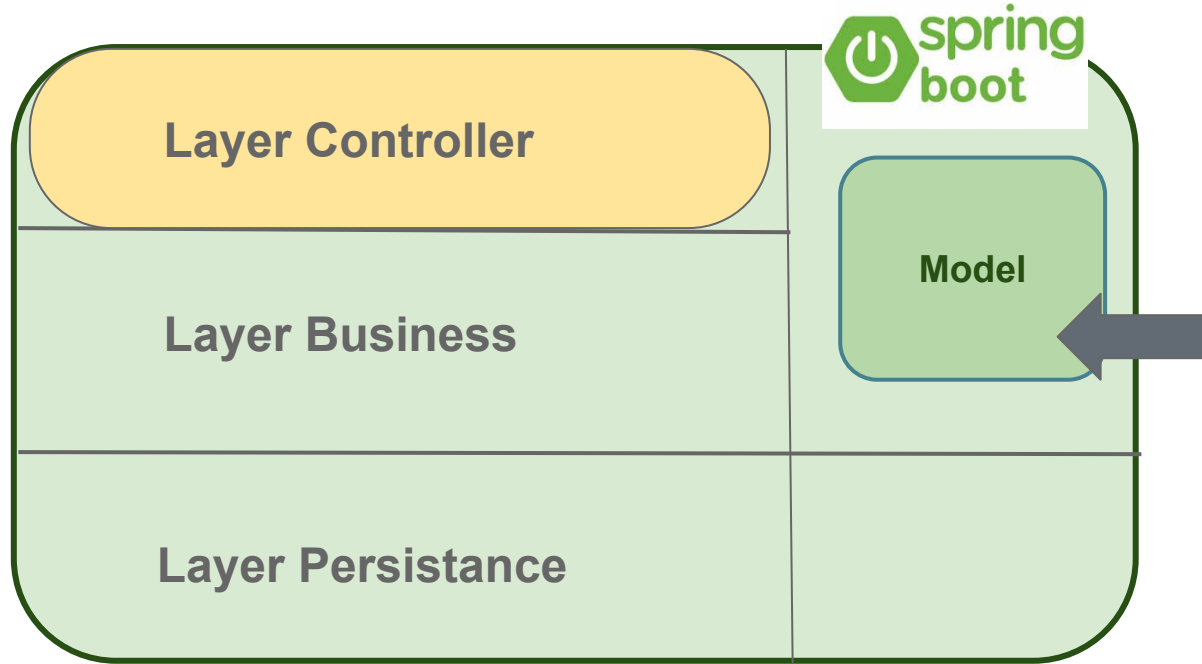 spring
boot
Layer Controller
Model
Layer Business
Layer Persistance